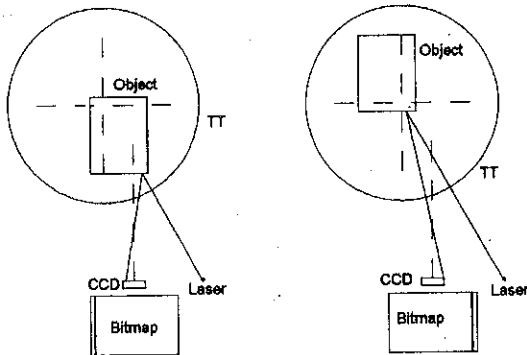 Object
TT
CCD
Laser
Bitmap
Object
TT
CCD
Laser
Bitmap